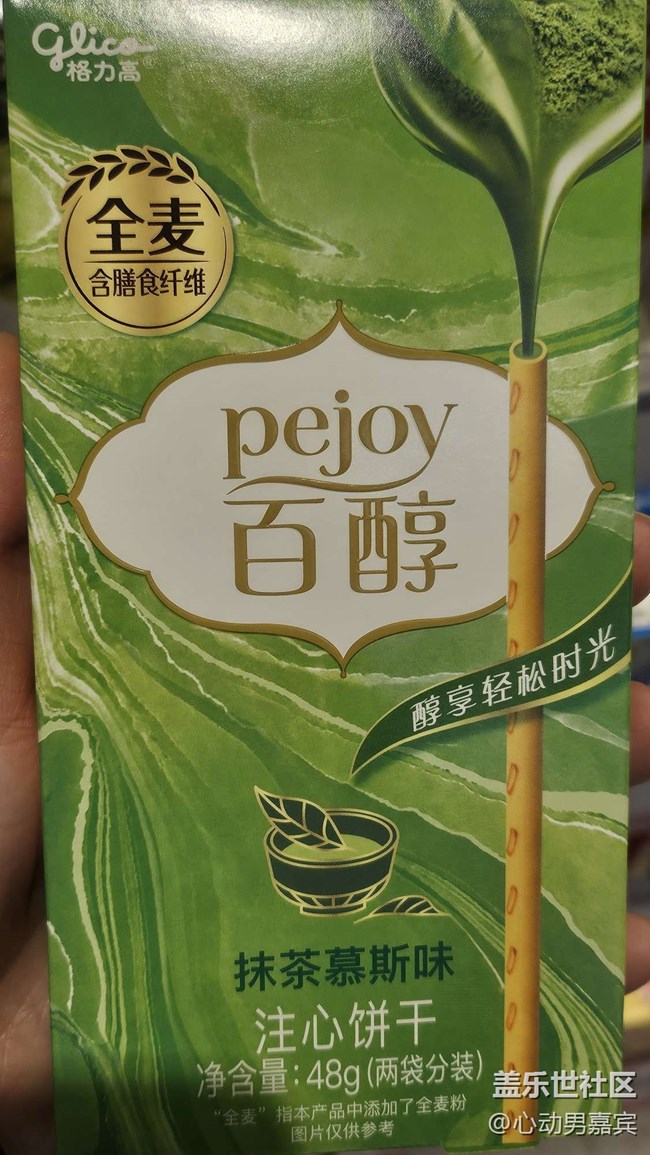 Glico
格力高®
全麦
含膳食纤维
pejoy
百醇
醇享轻松时光
抹茶慕斯味
注心饼干
净含量:48g(两袋分装)
“全麦”指本产品中添加了全麦粉
图片仅供参考
盖乐世社区
@心动男嘉宾